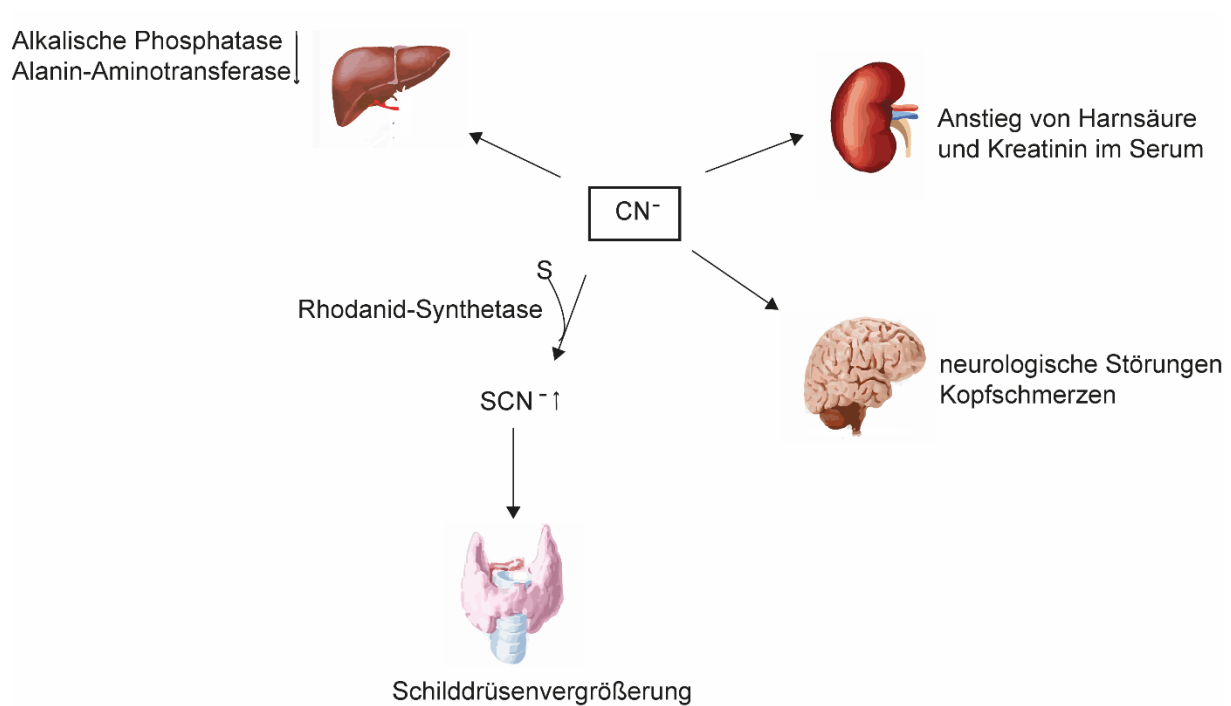 Alkalische Phosphatase
Alanin-Aminotransferase ↓
Anstieg von Harnsäure
und Kreatinin im Serum
CN⁻
S
Rhodanid-Synthetase
neurologische Störungen
Kopfschmerzen
SCN⁻↑
Schilddrüsenvergrößerung